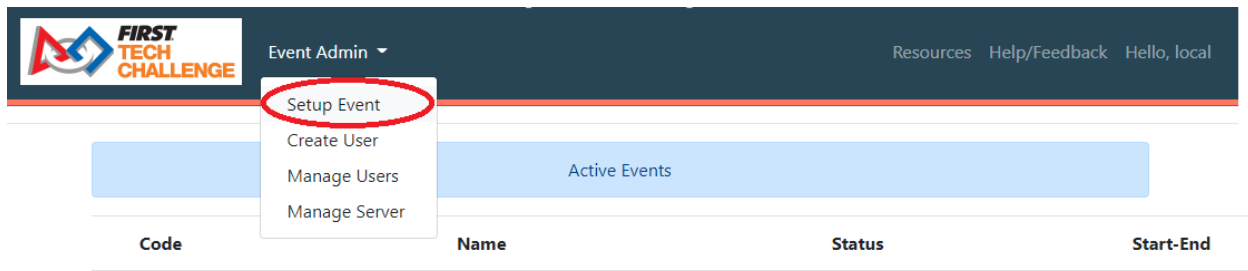 FIRST
TECH
CHALLENGE
Event Admin
Resources Help/Feedback Hello, local
Setup Event
Create User
Manage Users
Manage Server
Active Events
Code Name Status Start-End